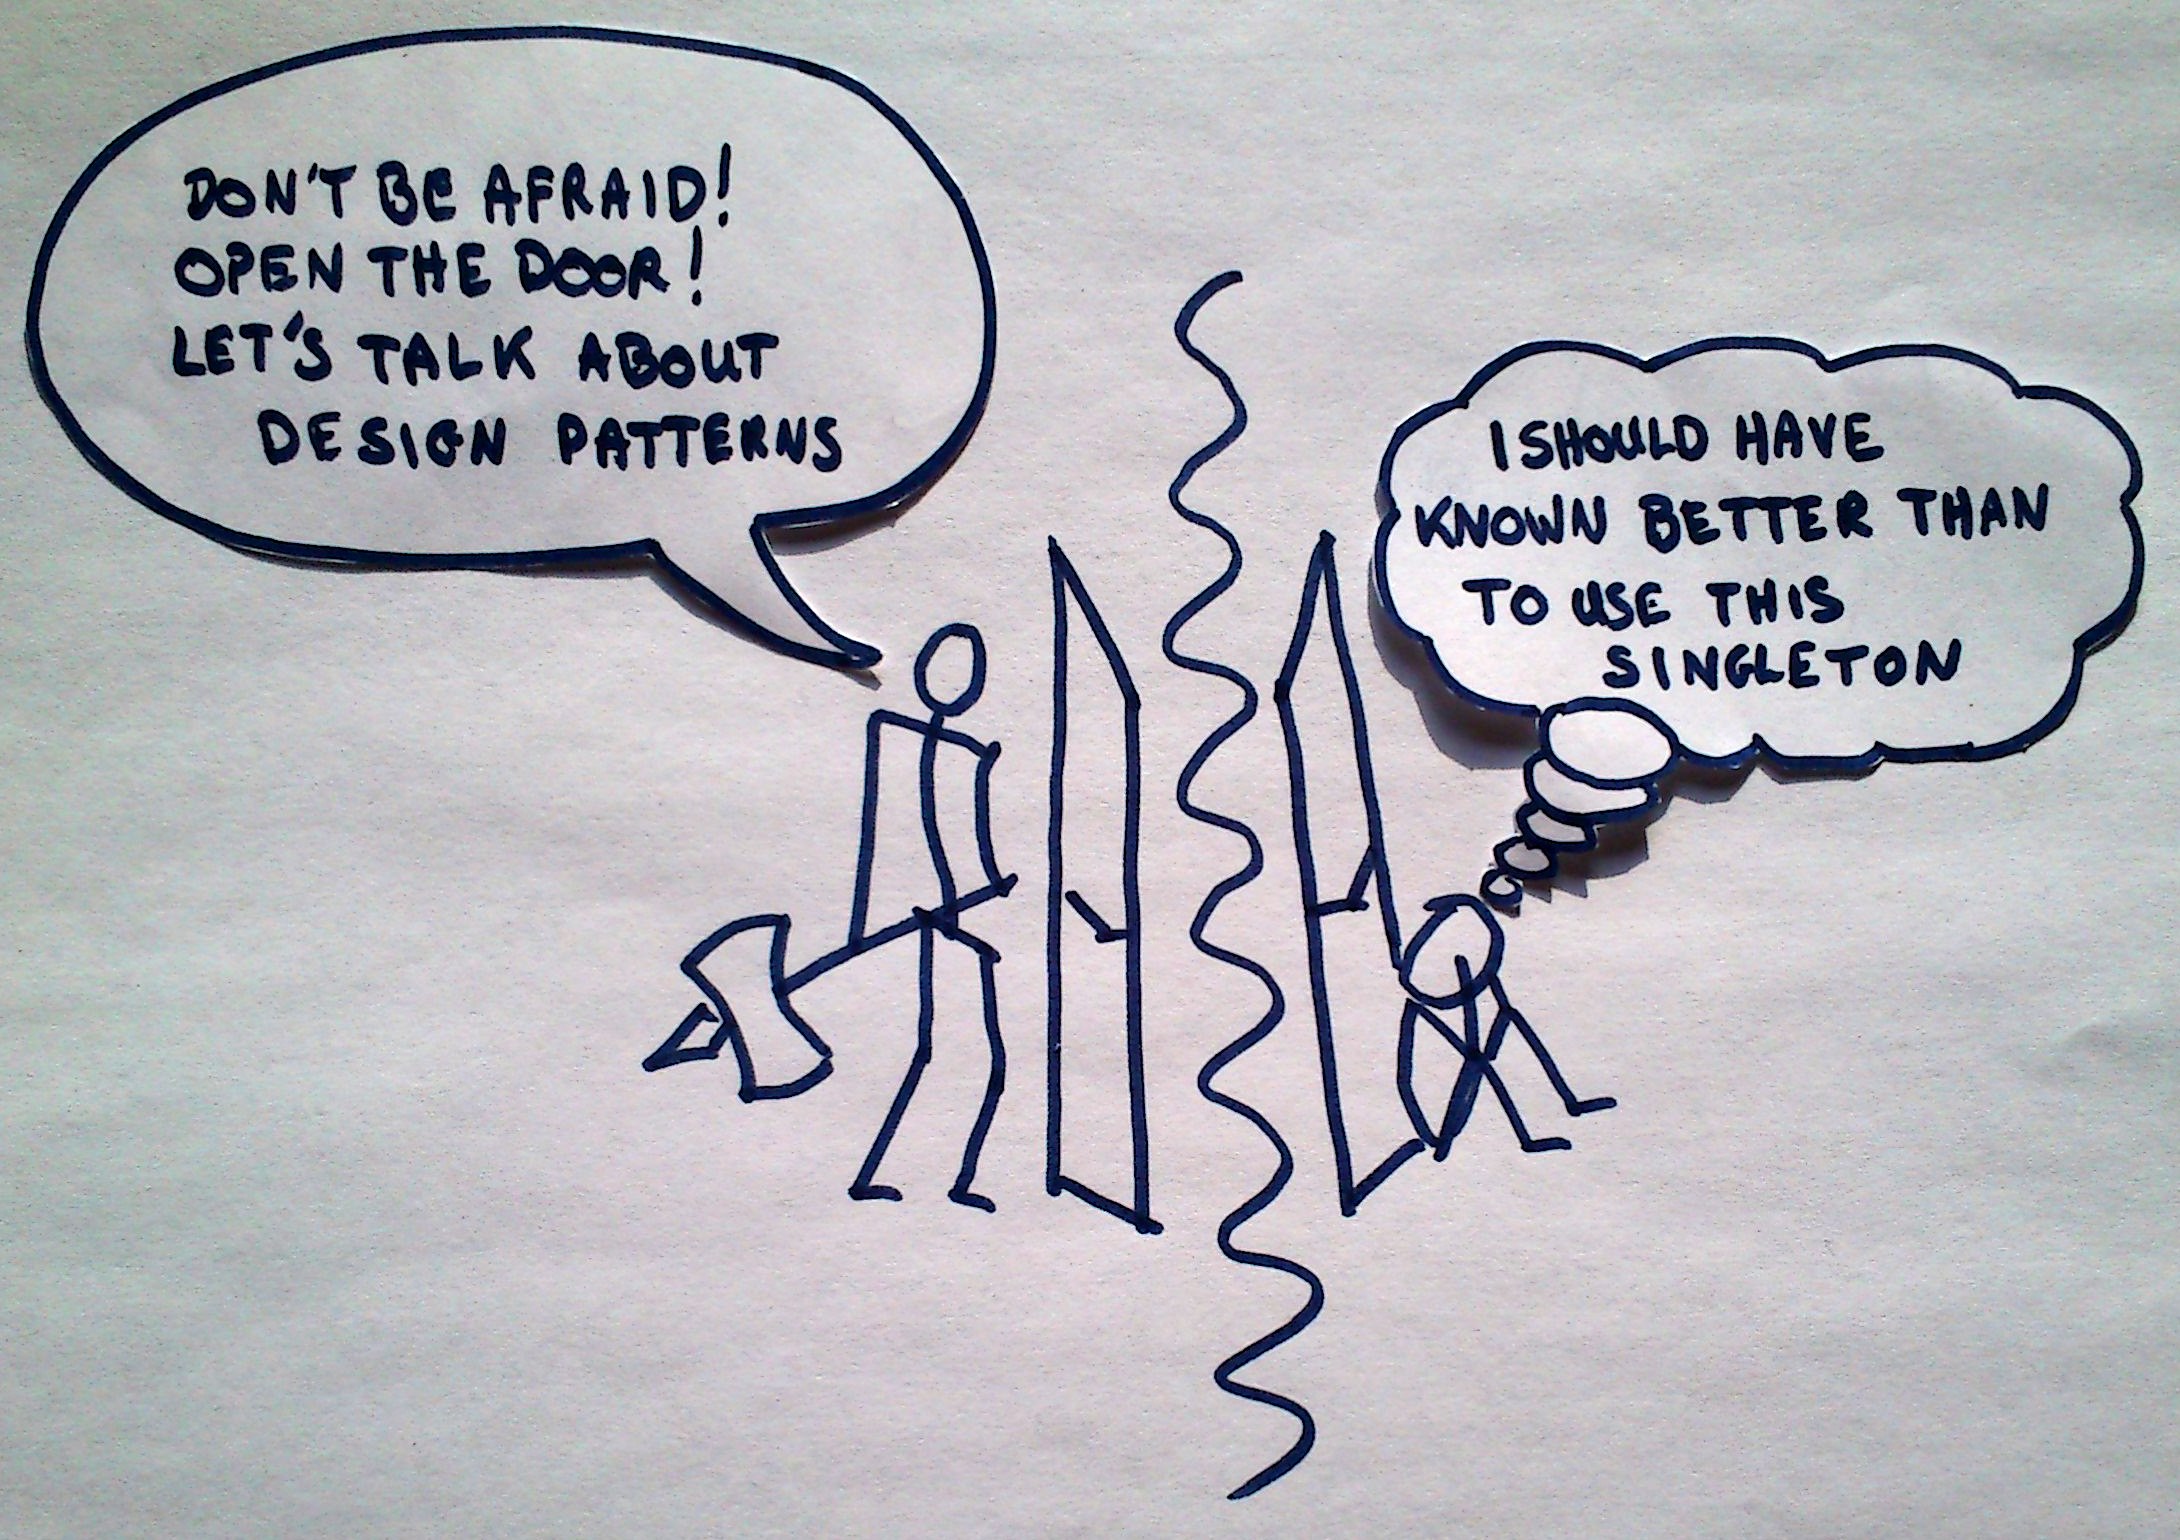 DON'T BE AFRAID!
OPEN THE DOOR!
LET'S TALK ABOUT
DESIGN PATTERNS
I SHOULD HAVE
KNOWN BETTER THAN
TO USE THIS
SINGLETON